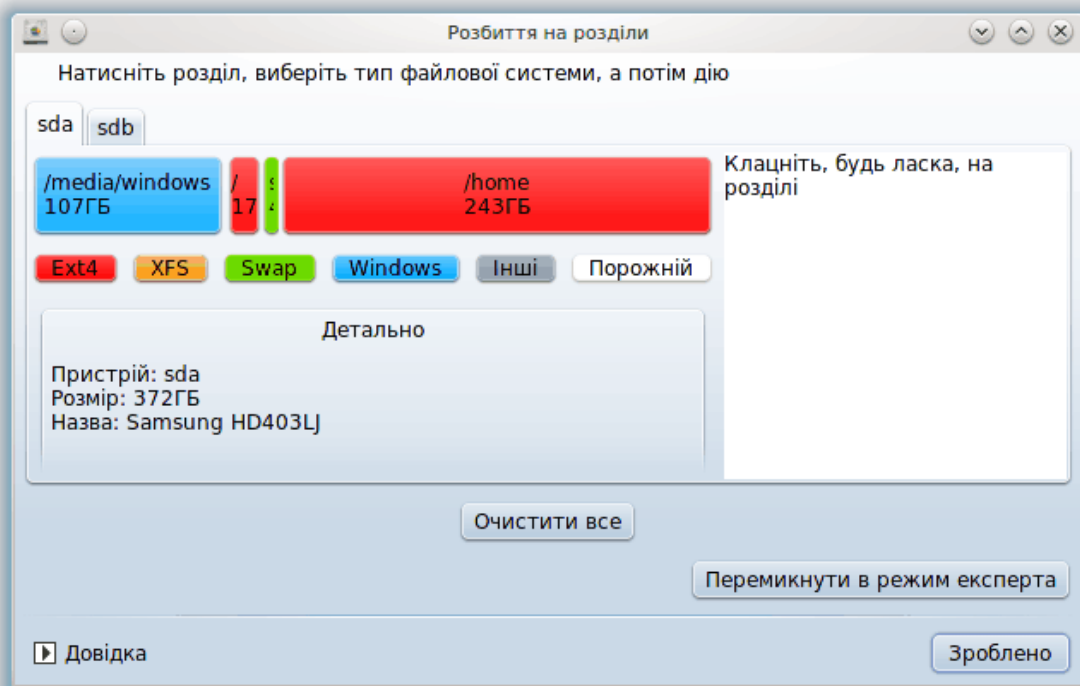 Розбиття на розділи
Натисніть розділ, виберіть тип файлової системи, а потім дію
sda sdb
/media/windows / /home
107ГБ 17 243ГБ
Клацніть, будь ласка, на
розділі
Ext4 XFS Swap Windows Інші Порожній
Детально
Пристрій: sda
Розмір: 372ГБ
Назва: Samsung HD403LJ
Очистити все
Перемикнути в режим експерта
Довідка Зроблено